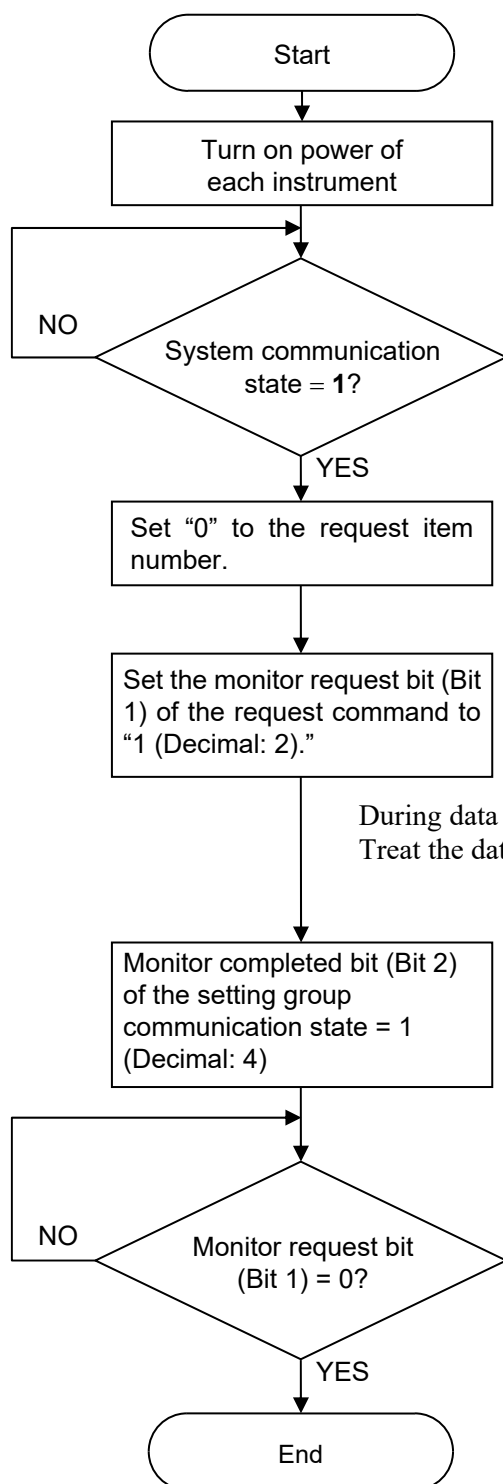 Start
Turn on power of
each instrument
NO
System communication
state = 1?
YES
Set “0” to the request item
number.
Set the monitor request bit (Bit
1) of the request command to
“1 (Decimal: 2).”
During data
Treat the dat
Monitor completed bit (Bit 2)
of the setting group
communication state = 1
(Decimal: 4)
NO
Monitor request bit
(Bit 1) = 0?
YES
End